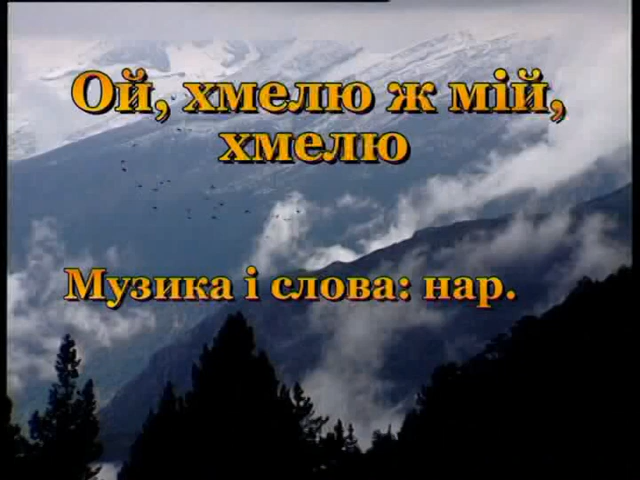 Ой, хмелю ж мій,
хмелю
Музика і слова: нар.